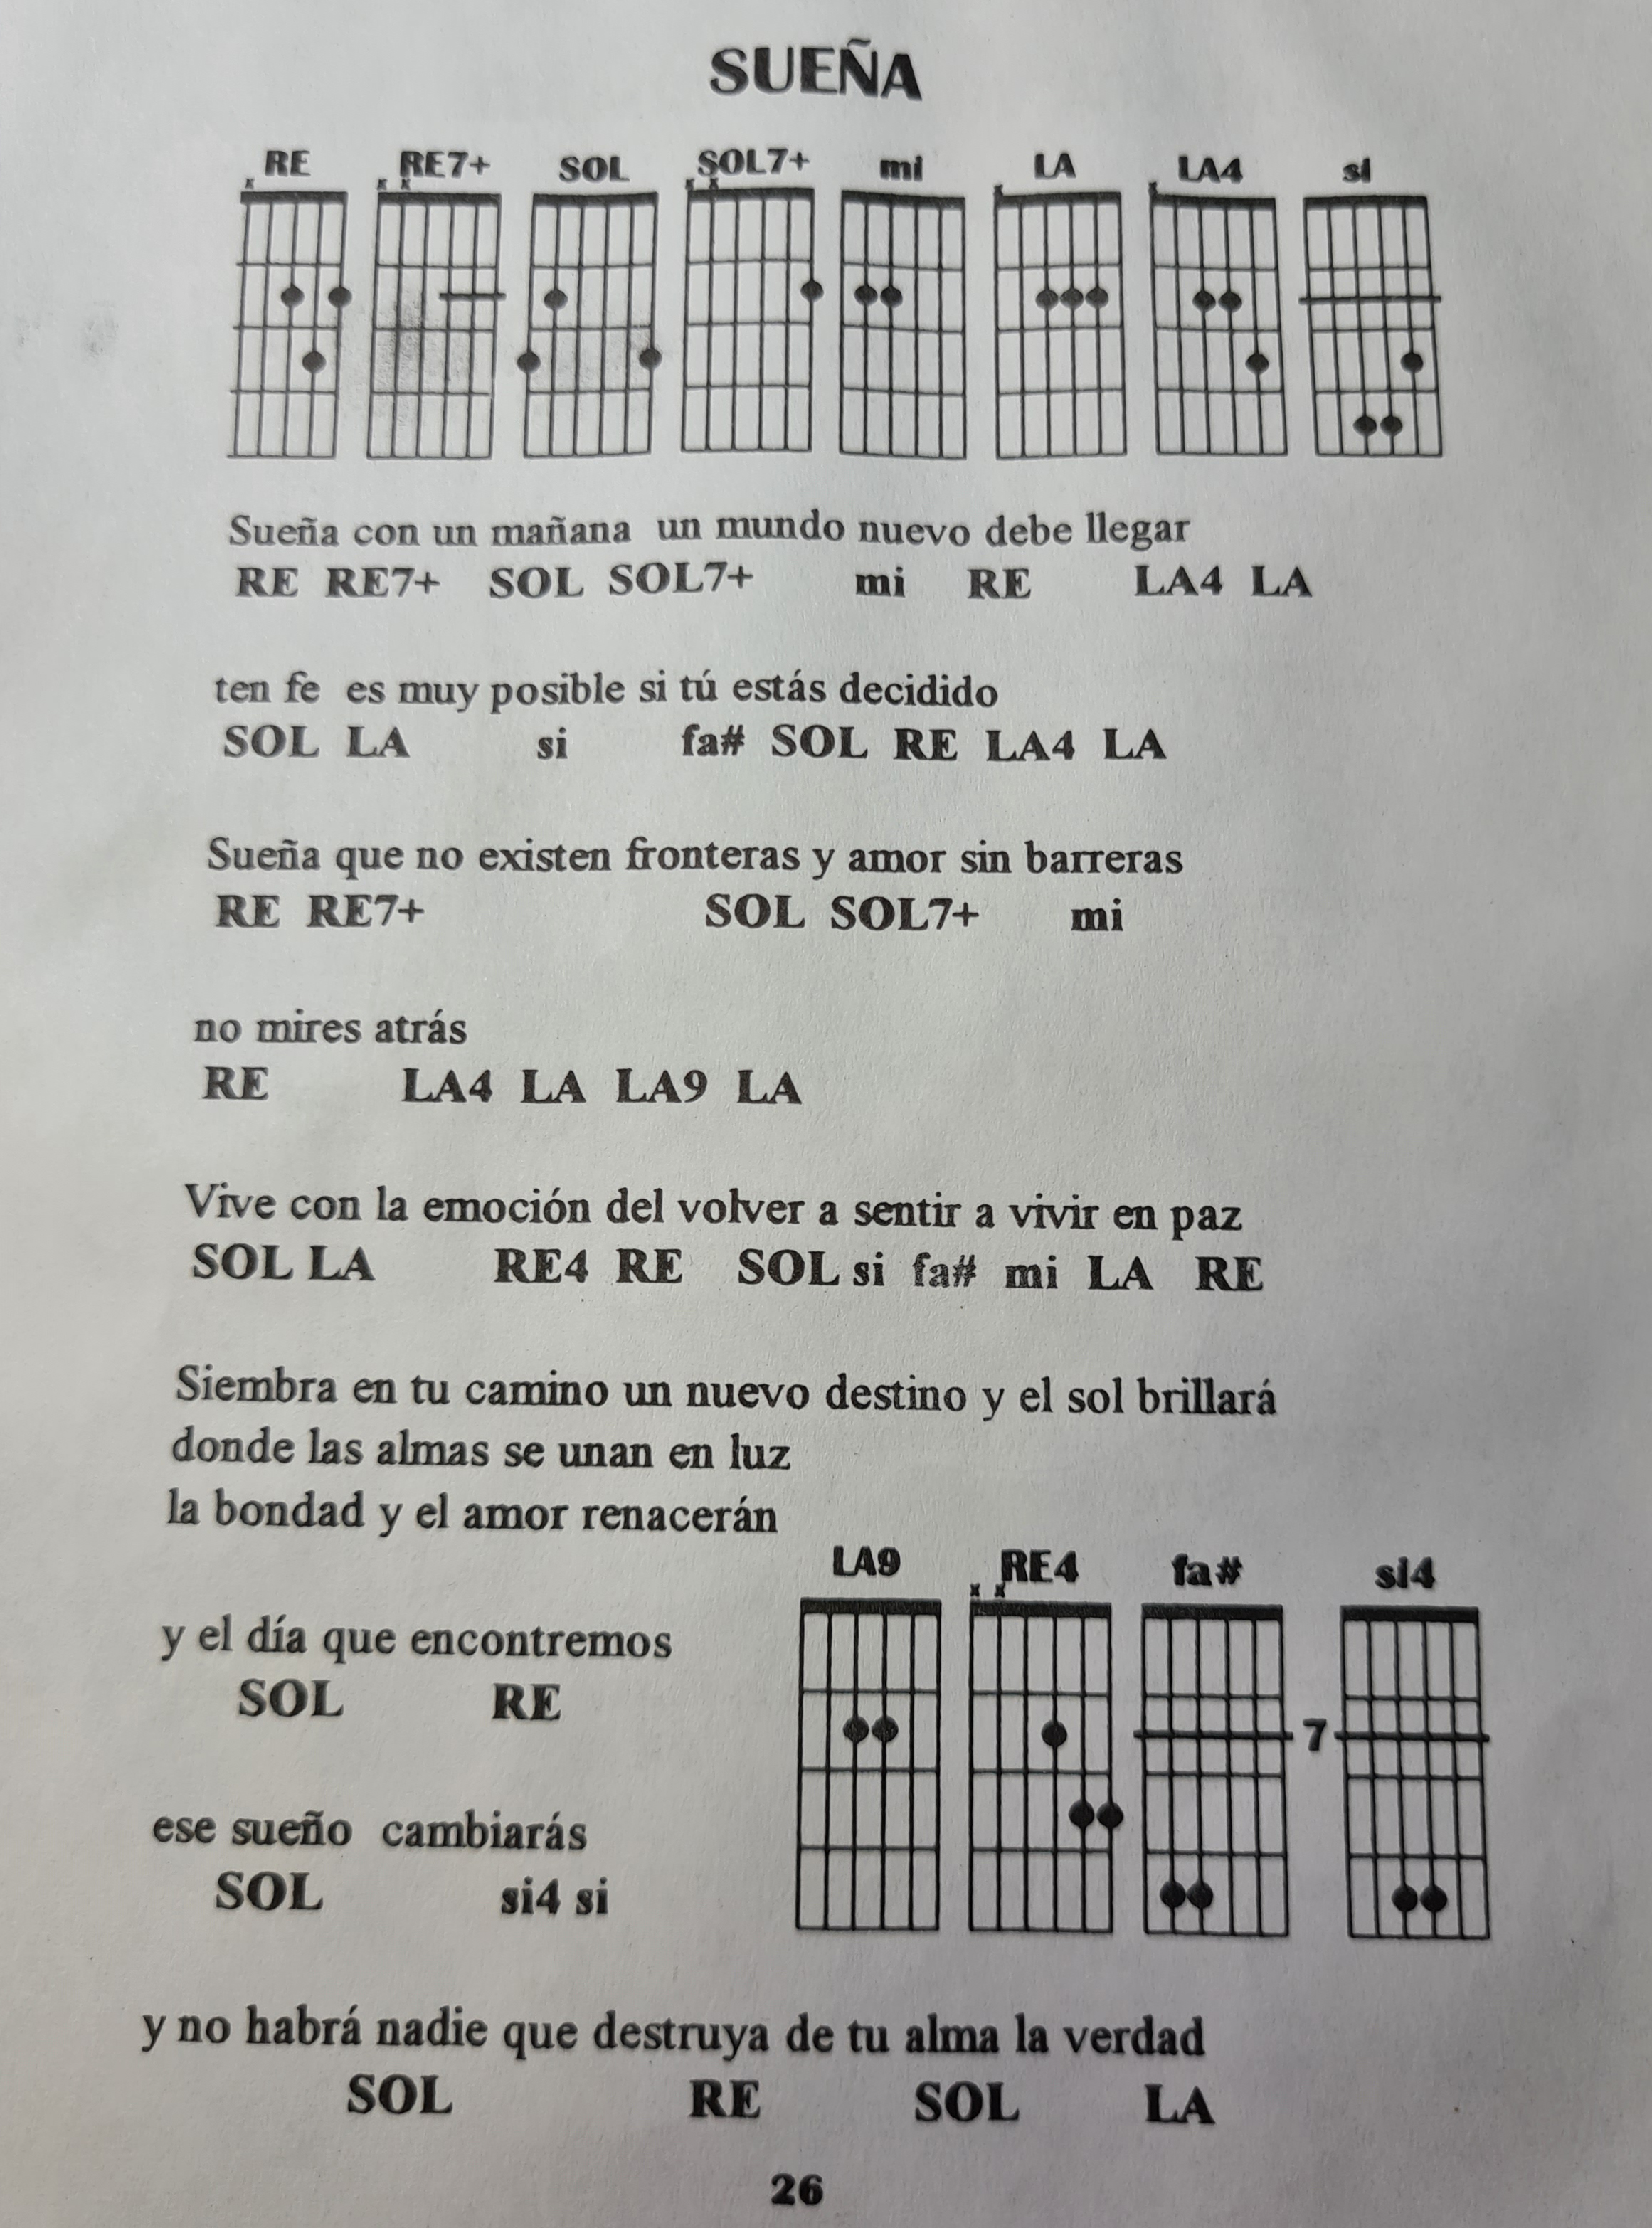 SUEÑA
RE RE7+ SOL SOL7+ mi LA LA4 si
x x x x x x x
Sueña con un mañana un mundo nuevo debe llegar
RE RE7+ SOL SOL7+ mi RE LA4 LA
ten fe es muy posible si tú estás decidido
SOL LA si fa# SOL RE LA4 LA
Sueña que no existen fronteras y amor sin barreras
RE RE7+ SOL SOL7+ mi
no mires atrás
RE LA4 LA LA9 LA
Vive con la emoción del volver a sentir a vivir en paz
SOL LA RE4 RE SOL si fa# mi LA RE
Siembra en tu camino un nuevo destino y el sol brillará
donde las almas se unan en luz
la bondad y el amor renacerán
LA9 RE4 fa# si4
x x
7
y el día que encontremos
SOL RE
ese sueño cambiarás
SOL si4 si
y no habrá nadie que destruya de tu alma la verdad
SOL RE SOL LA
26